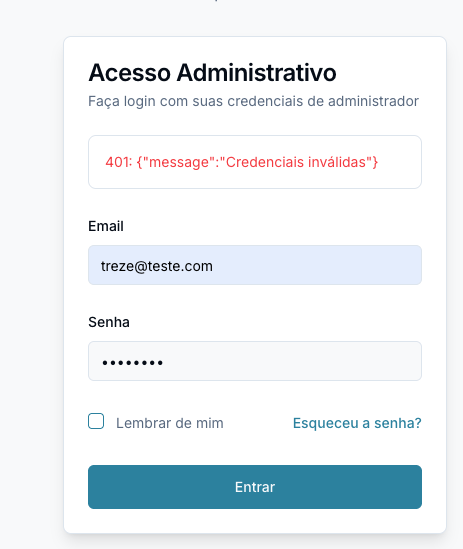 Acesso Administrativo
Faça login com suas credenciais de administrador
401: {"message":"Credenciais inválidas"}
Email
treze@teste.com
Senha
••••••••
Lembrar de mim
Esqueceu a senha?
Entrar